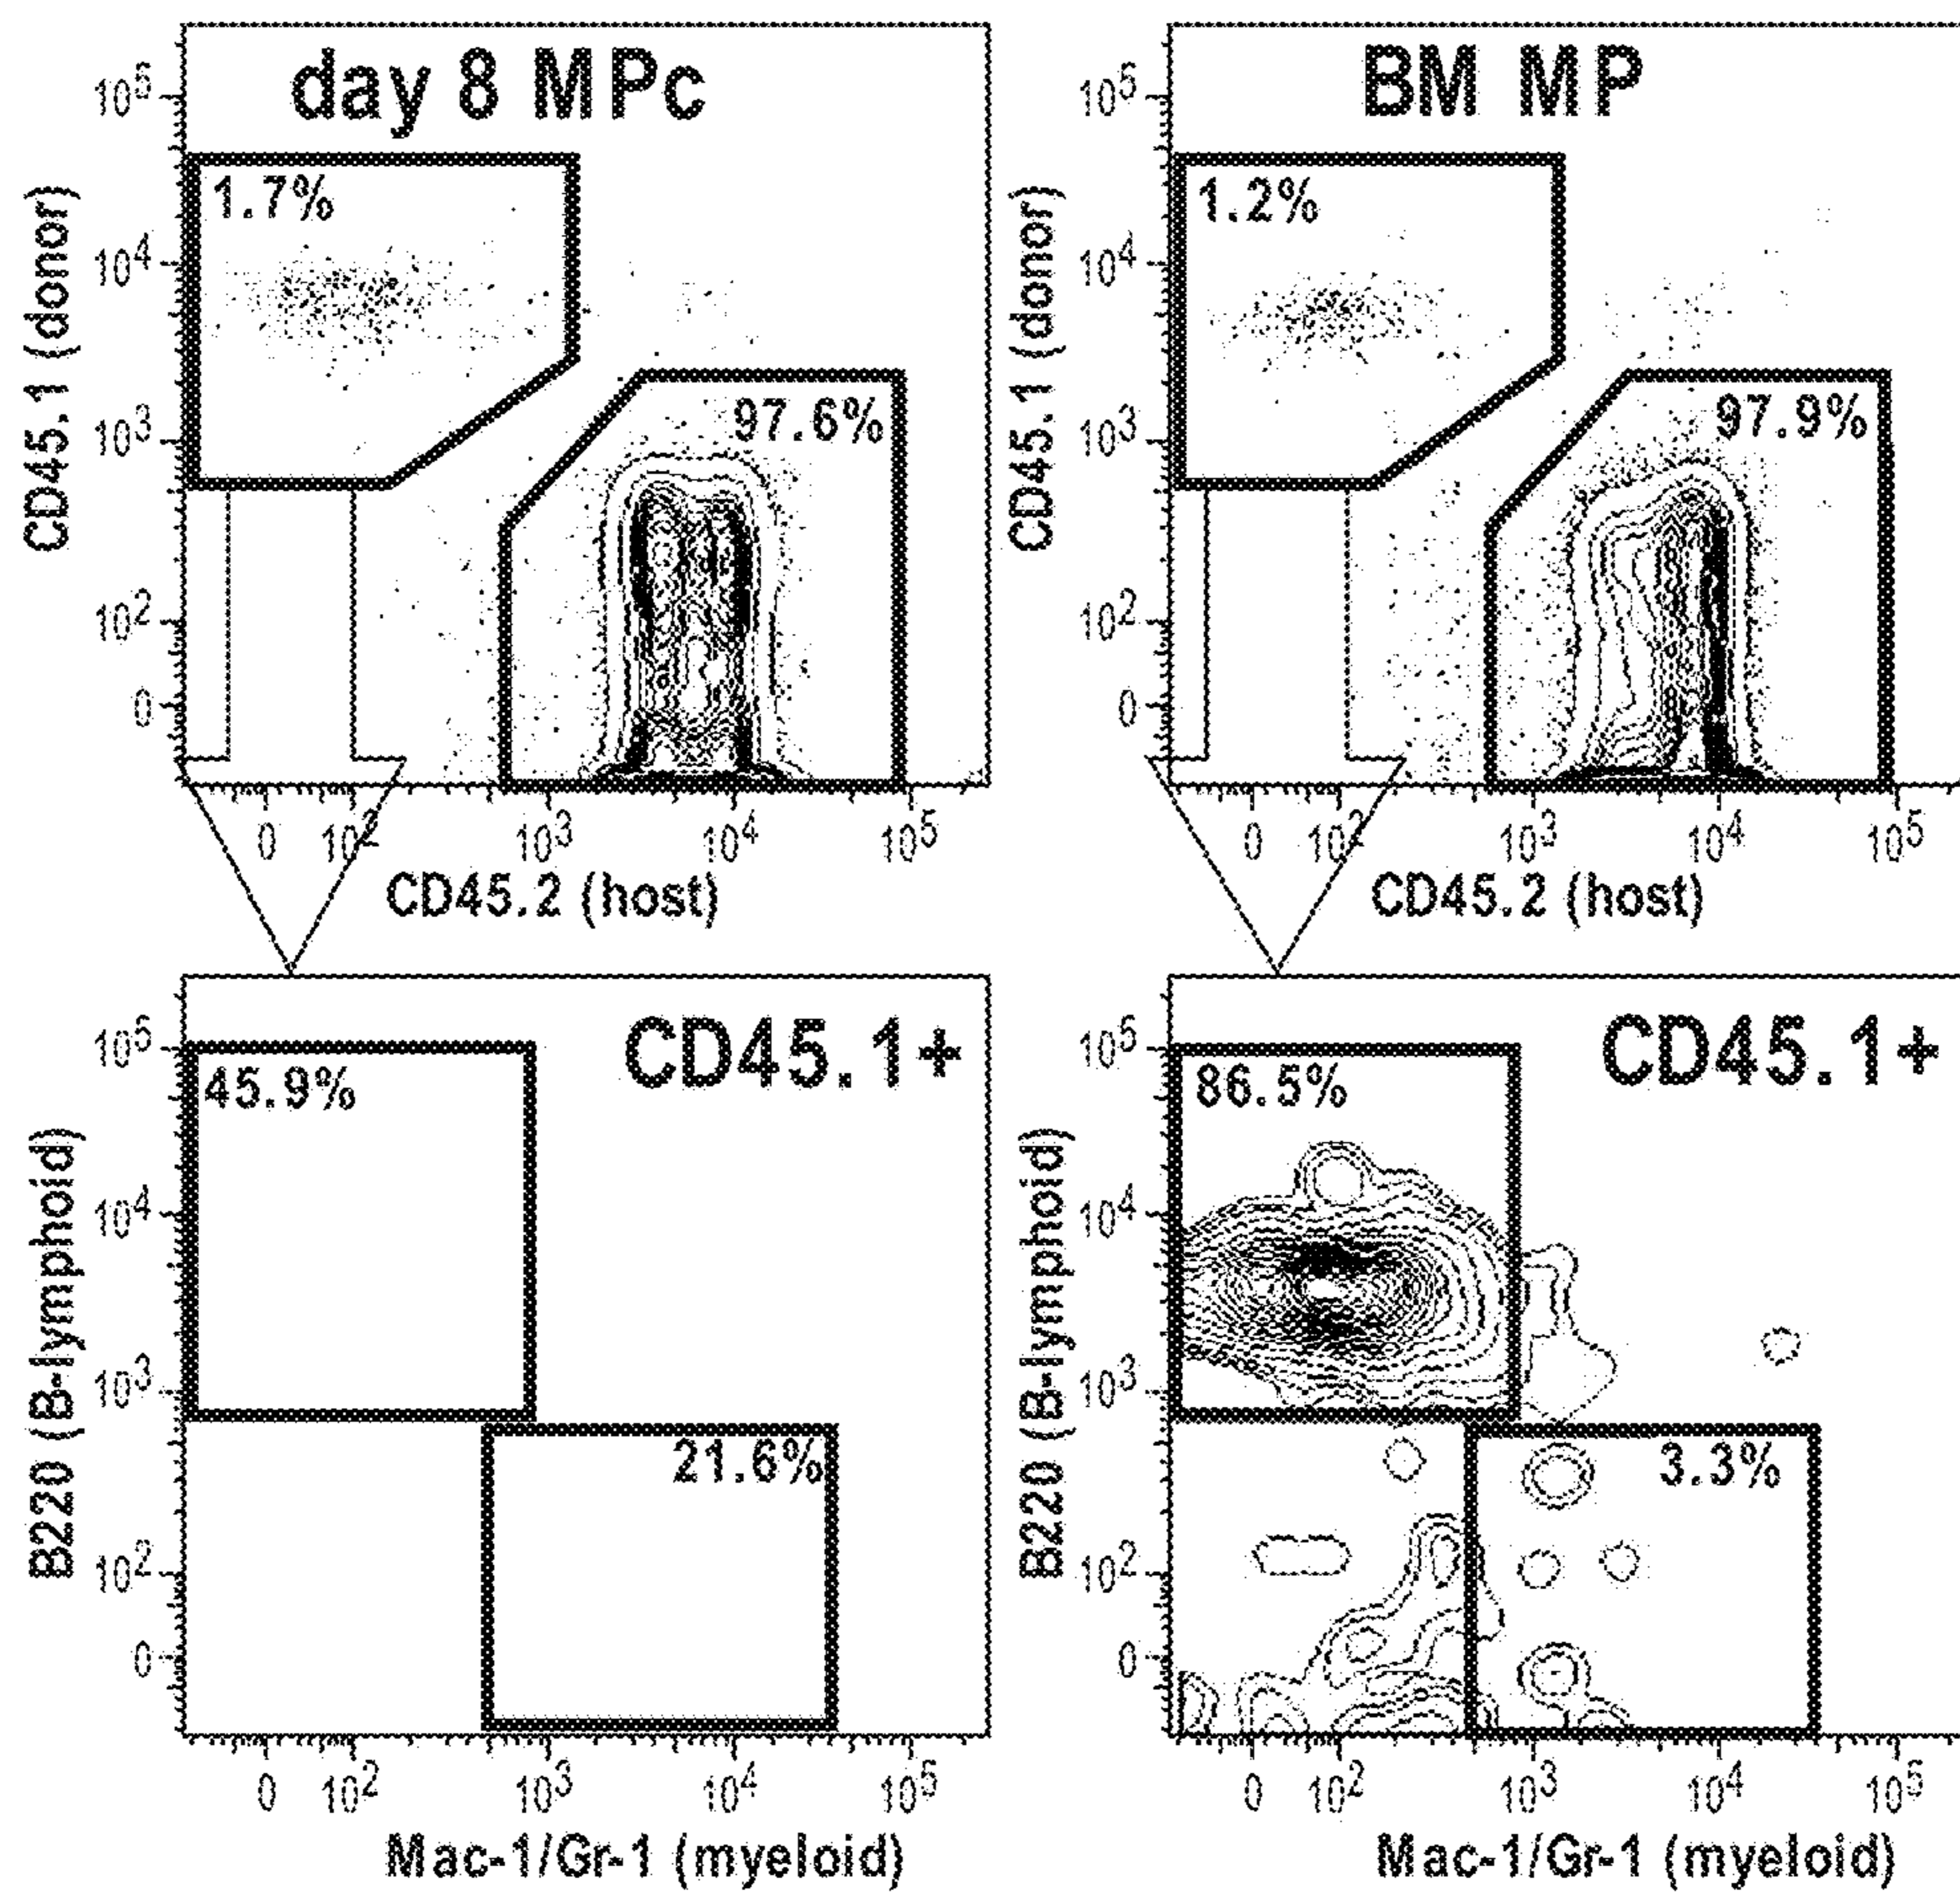 day 8 MPc
BM MP
10^5
10^4
10^3
10^2
0
CD45.1 (donor)
1.7%
97.6%
0 10^2 10^3 10^4 10^5
CD45.2 (host)
10^5
10^4
10^3
10^2
0
CD45.1 (donor)
1.2%
97.9%
0 10^2 10^3 10^4 10^5
CD45.2 (host)
CD45.1+
10^5
10^4
10^3
10^2
0
B220 (B-lymphoid)
45.9%
21.6%
0 10^2 10^3 10^4 10^5
Mac-1/Gr-1 (myeloid)
CD45.1+
10^5
10^4
10^3
10^2
0
B220 (B-lymphoid)
86.5%
3.3%
0 10^2 10^3 10^4 10^5
Mac-1/Gr-1 (myeloid)